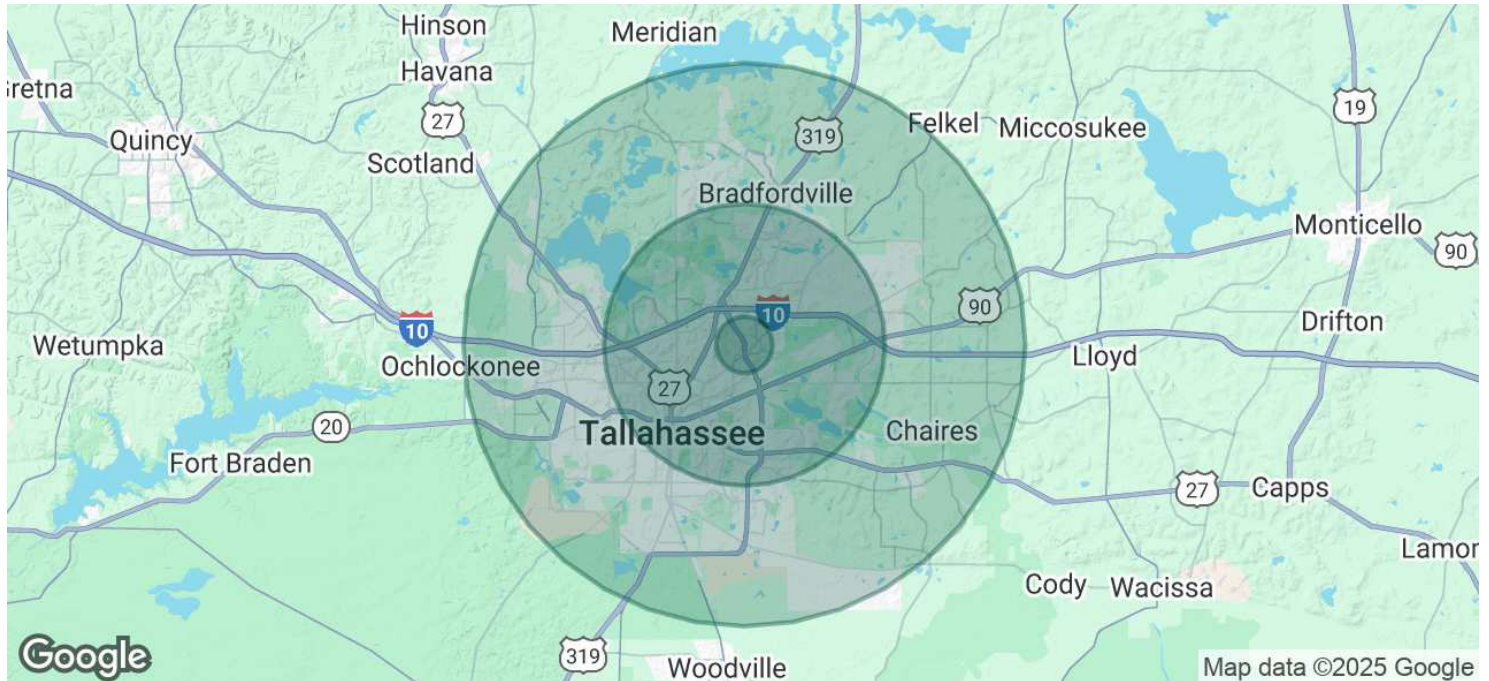 Hinson
Meridian
Havana
Gretna
19
27
319
Felkel
Miccosukee
Quincy
Scotland
Bradfordville
Monticello
90
90
10
10
Drifton
Wetumpka
Ochlockonee
Lloyd
27
20
Tallahassee
Chaires
Fort Braden
27
Capps
Lamon
Cody
Wacissa
Google
319
Woodville
Map data ©2025 Google